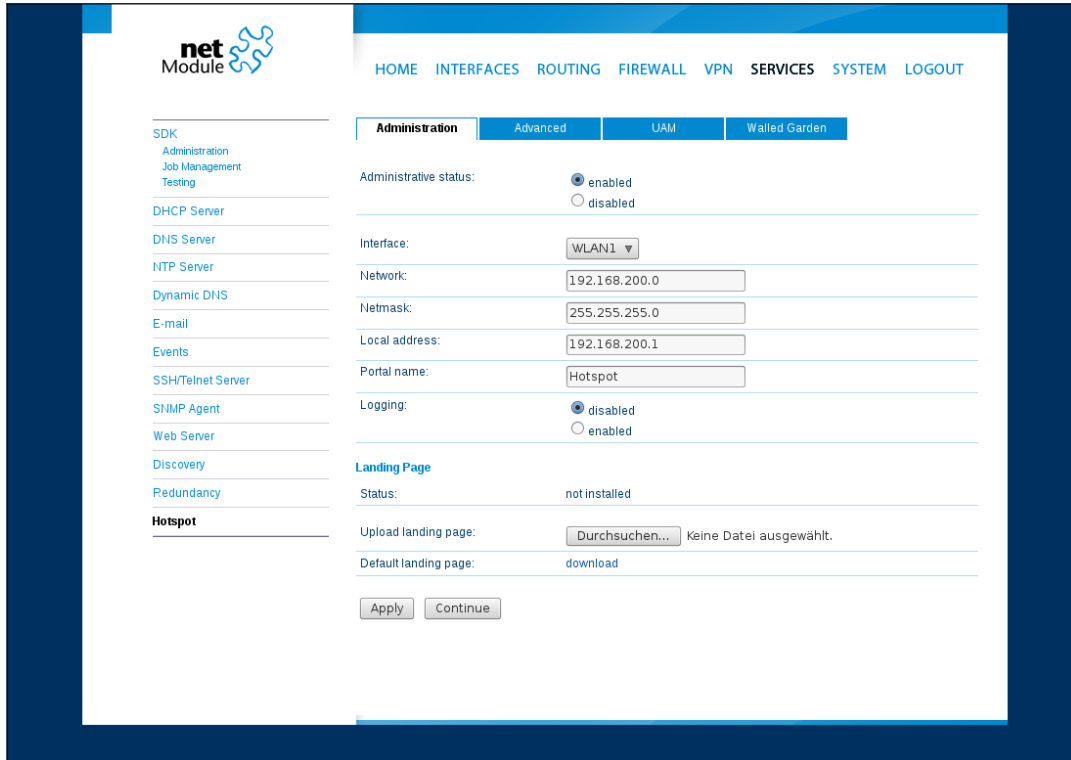 net
Module
HOME INTERFACES ROUTING FIREWALL VPN SERVICES SYSTEM LOGOUT
SDK
Administration
Job Management
Testing
DHCP Server
DNS Server
NTP Server
Dynamic DNS
E-mail
Events
SSH/Telnet Server
SNMP Agent
Web Server
Discovery
Redundancy
Hotspot
Administration Advanced UAM Walled Garden
Administrative status: enabled
disabled
Interface: WLAN1
Network: 192.168.200.0
Netmask: 255.255.255.0
Local address: 192.168.200.1
Portal name: Hotspot
Logging: disabled
enabled
Landing Page
Status: not installed
Upload landing page: Durchsuchen... Keine Datei ausgewählt.
Default landing page: download
Apply Continue